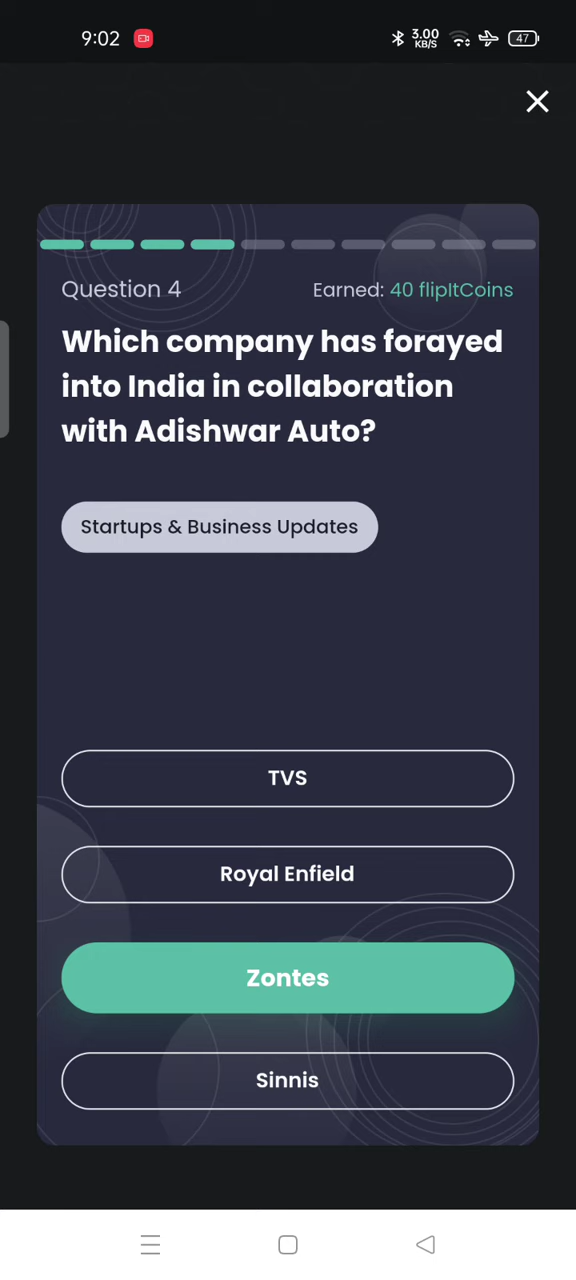 9:02
3.00
KB/S
47
Question 4
Earned: 40 flipItCoins
Which company has forayed
into India in collaboration
with Adishwar Auto?
Startups & Business Updates
TVS
Royal Enfield
Zontes
Sinnis